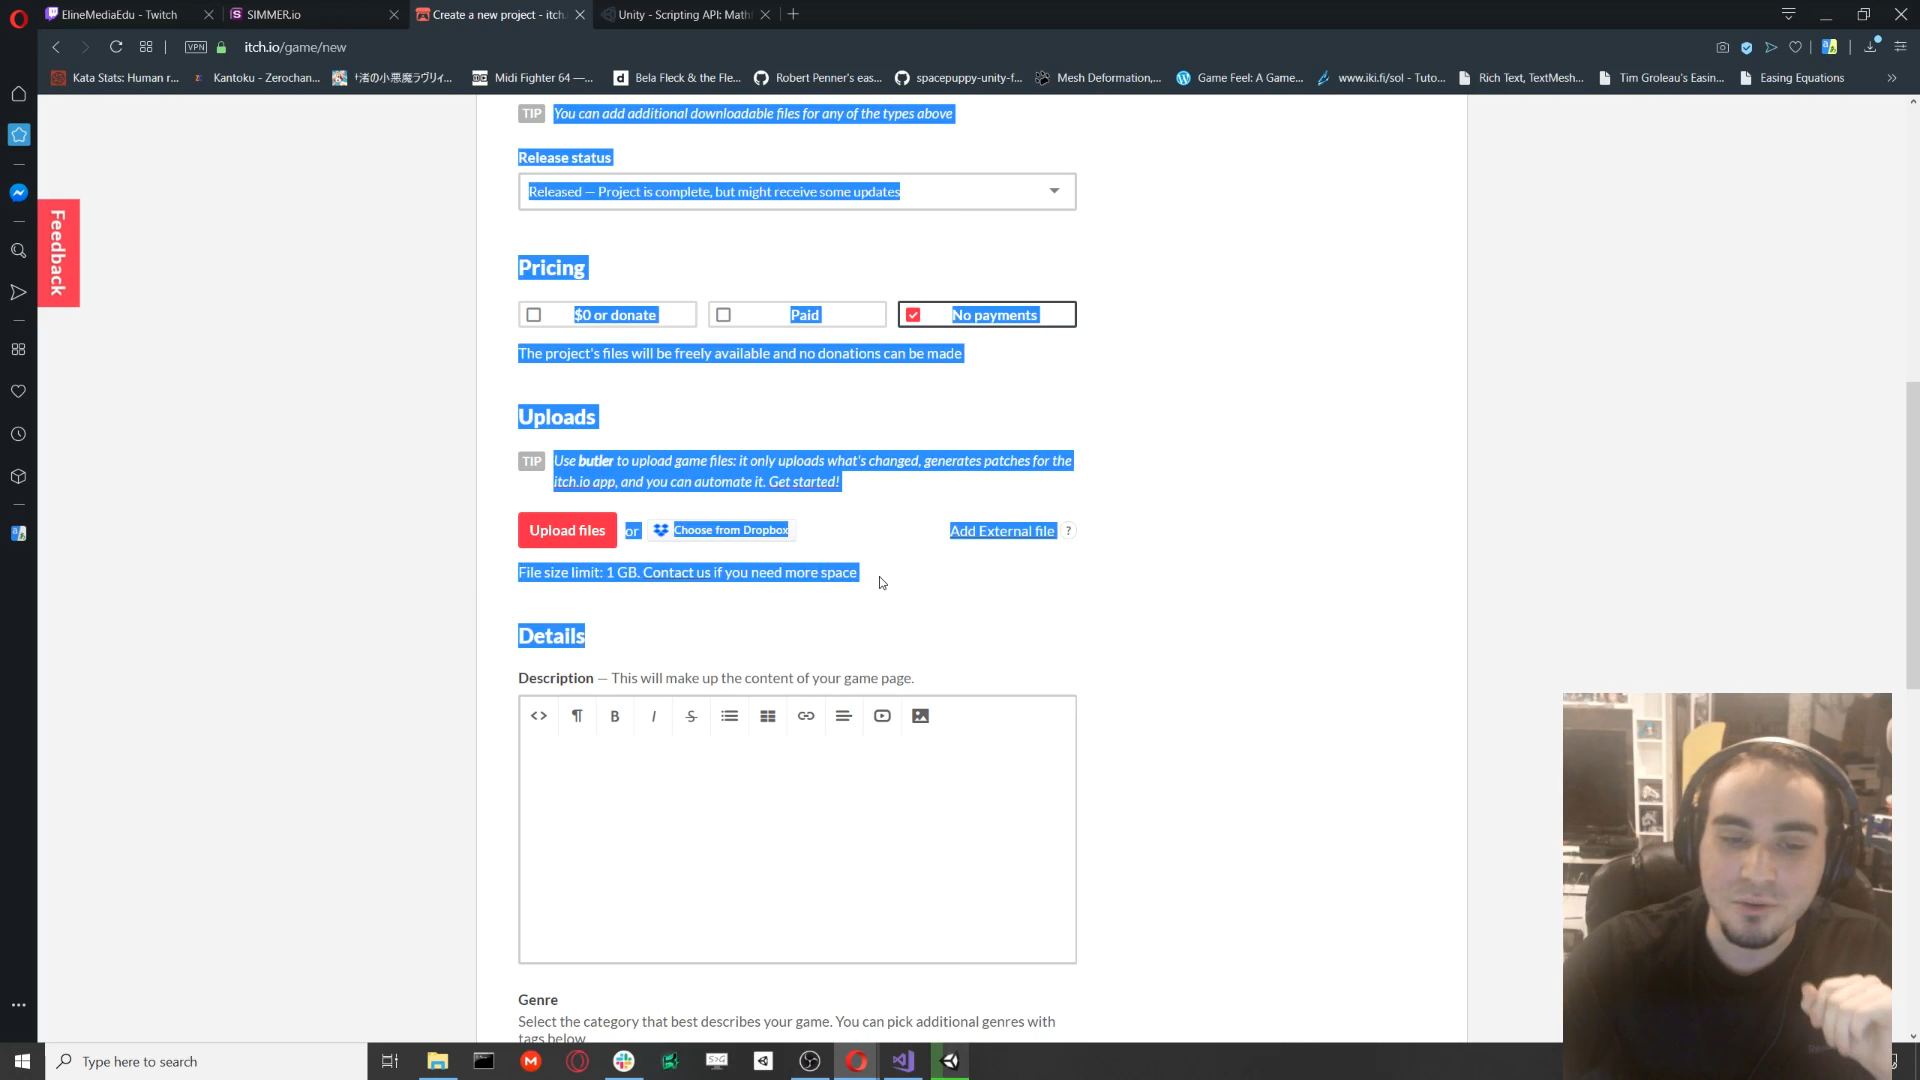 ElineMediaEdu - Twitch
SIMMER.io
Create a new project - itch.
Unity - Scripting API: Math
VPN
itch.io/game/new
Kata Stats: Human r...
Kantoku - Zerochan...
Midi Fighter 64 —...
Bela Fleck & the Fle...
Robert Penner's eas...
spacepuppy-unity-f...
Mesh Deformation,...
Game Feel: A Game...
www.iki.fi/sol - Tuto...
Rich Text, TextMesh...
Tim Groleau's Easin...
Easing Equations
Feedback
TIP You can add additional downloadable files for any of the types above
Release status
Released — Project is complete, but might receive some updates
Pricing
$0 or donate
Paid
No payments
The project's files will be freely available and no donations can be made
Uploads
TIP Use butler to upload game files: it only uploads what's changed, generates patches for the
itch.io app, and you can automate it. Get started!
Upload files or Choose from Dropbox
Add External file ?
File size limit: 1 GB. Contact us if you need more space
Details
Description — This will make up the content of your game page.
Genre
Select the category that best describes your game. You can pick additional genres with
tags below
Type here to search